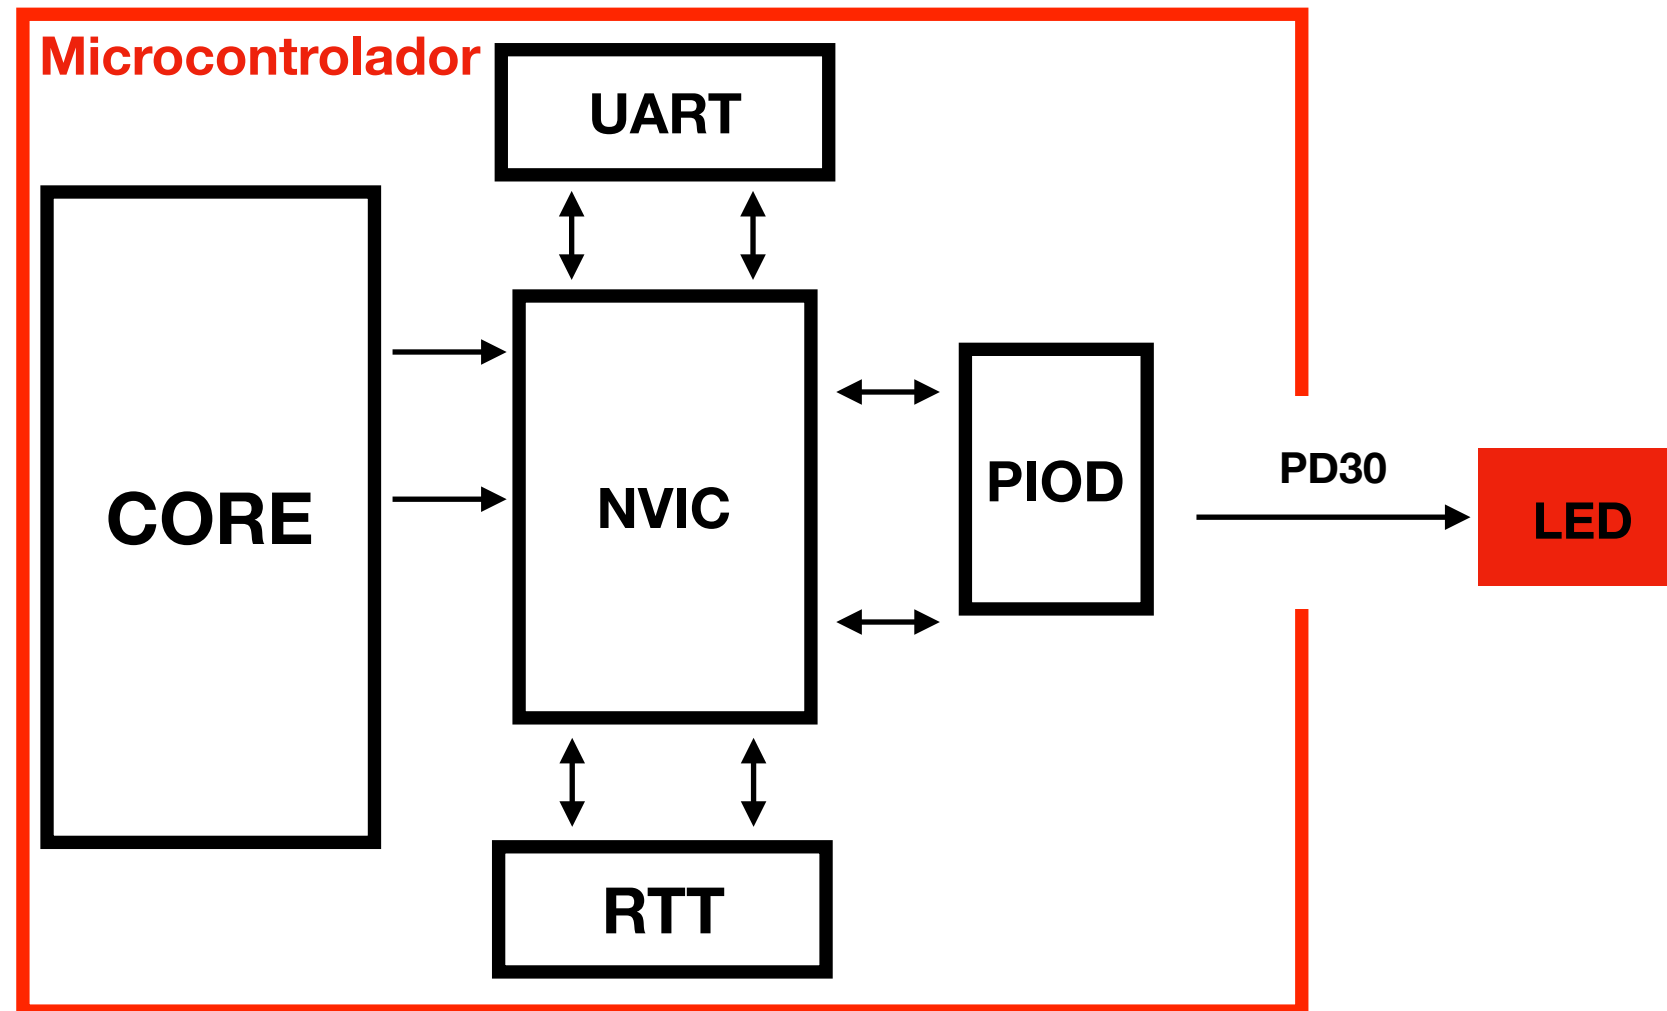 Microcontrolador
UART
CORE
NVIC
PIOD
PD30
LED
RTT